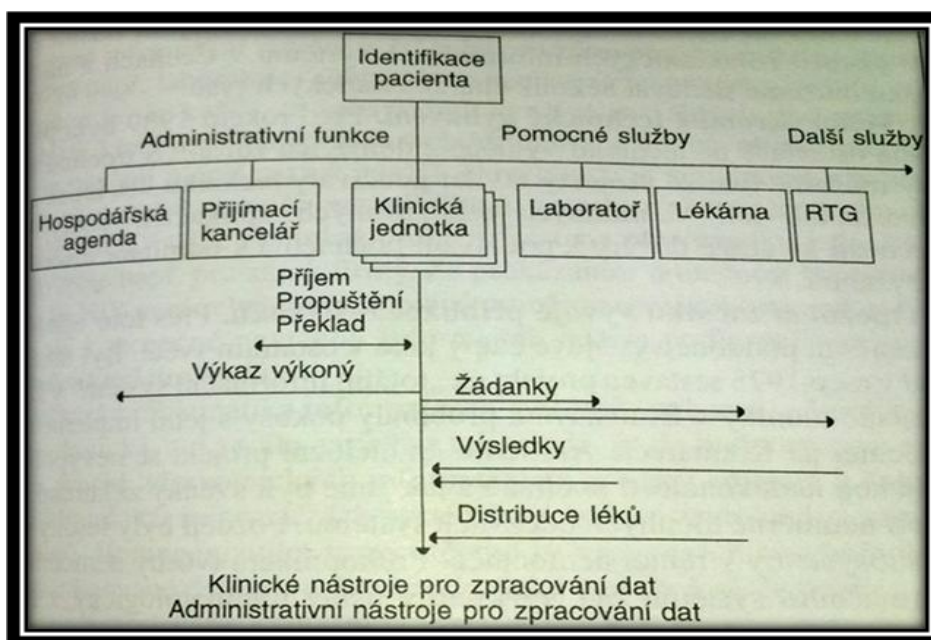 Identifikace
pacienta
Administrativní funkce
Pomocné služby
Další služby
Hospodářská
agenda
Přijímací
kancelář
Klinická
jednotka
Laboratoř
Lékárna
RTG
Příjem
Propuštění
Překlad
Výkaz výkoný
Žádanky
Výsledky
Distribuce léků
Klinické nástroje pro zpracování dat
Administrativní nástroje pro zpracování dat